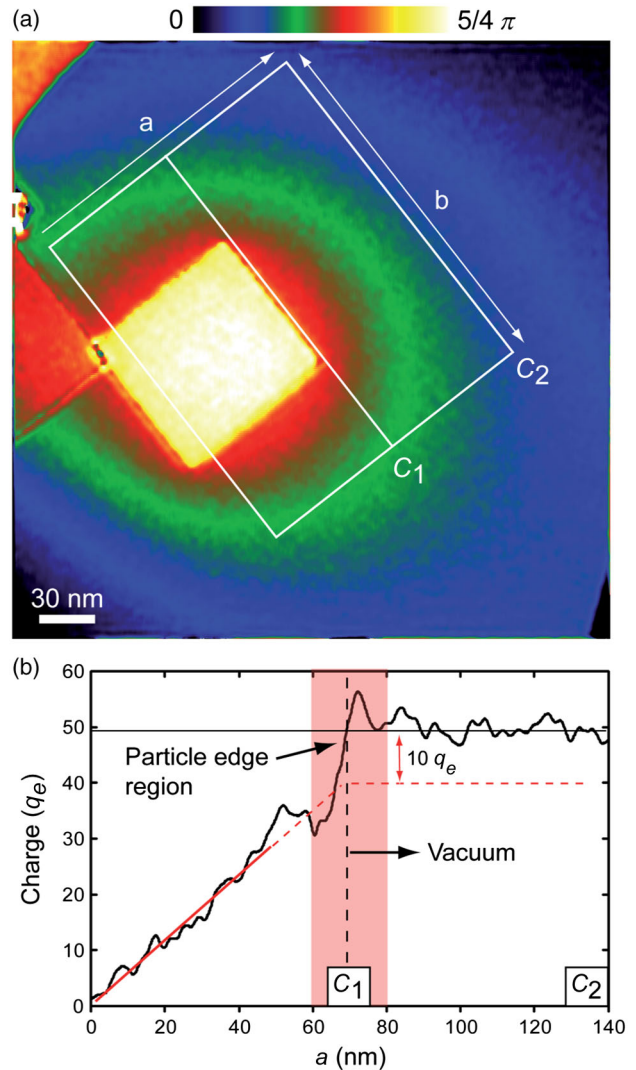 (a)
0
5/4 π
a
b
C₂
C₁
30 nm
(b)
60
50
40
30
20
10
0
Charge (qₑ)
Particle edge
region
10 qₑ
Vacuum
C₁
C₂
0
20
40
60
80
100
120
140
a (nm)